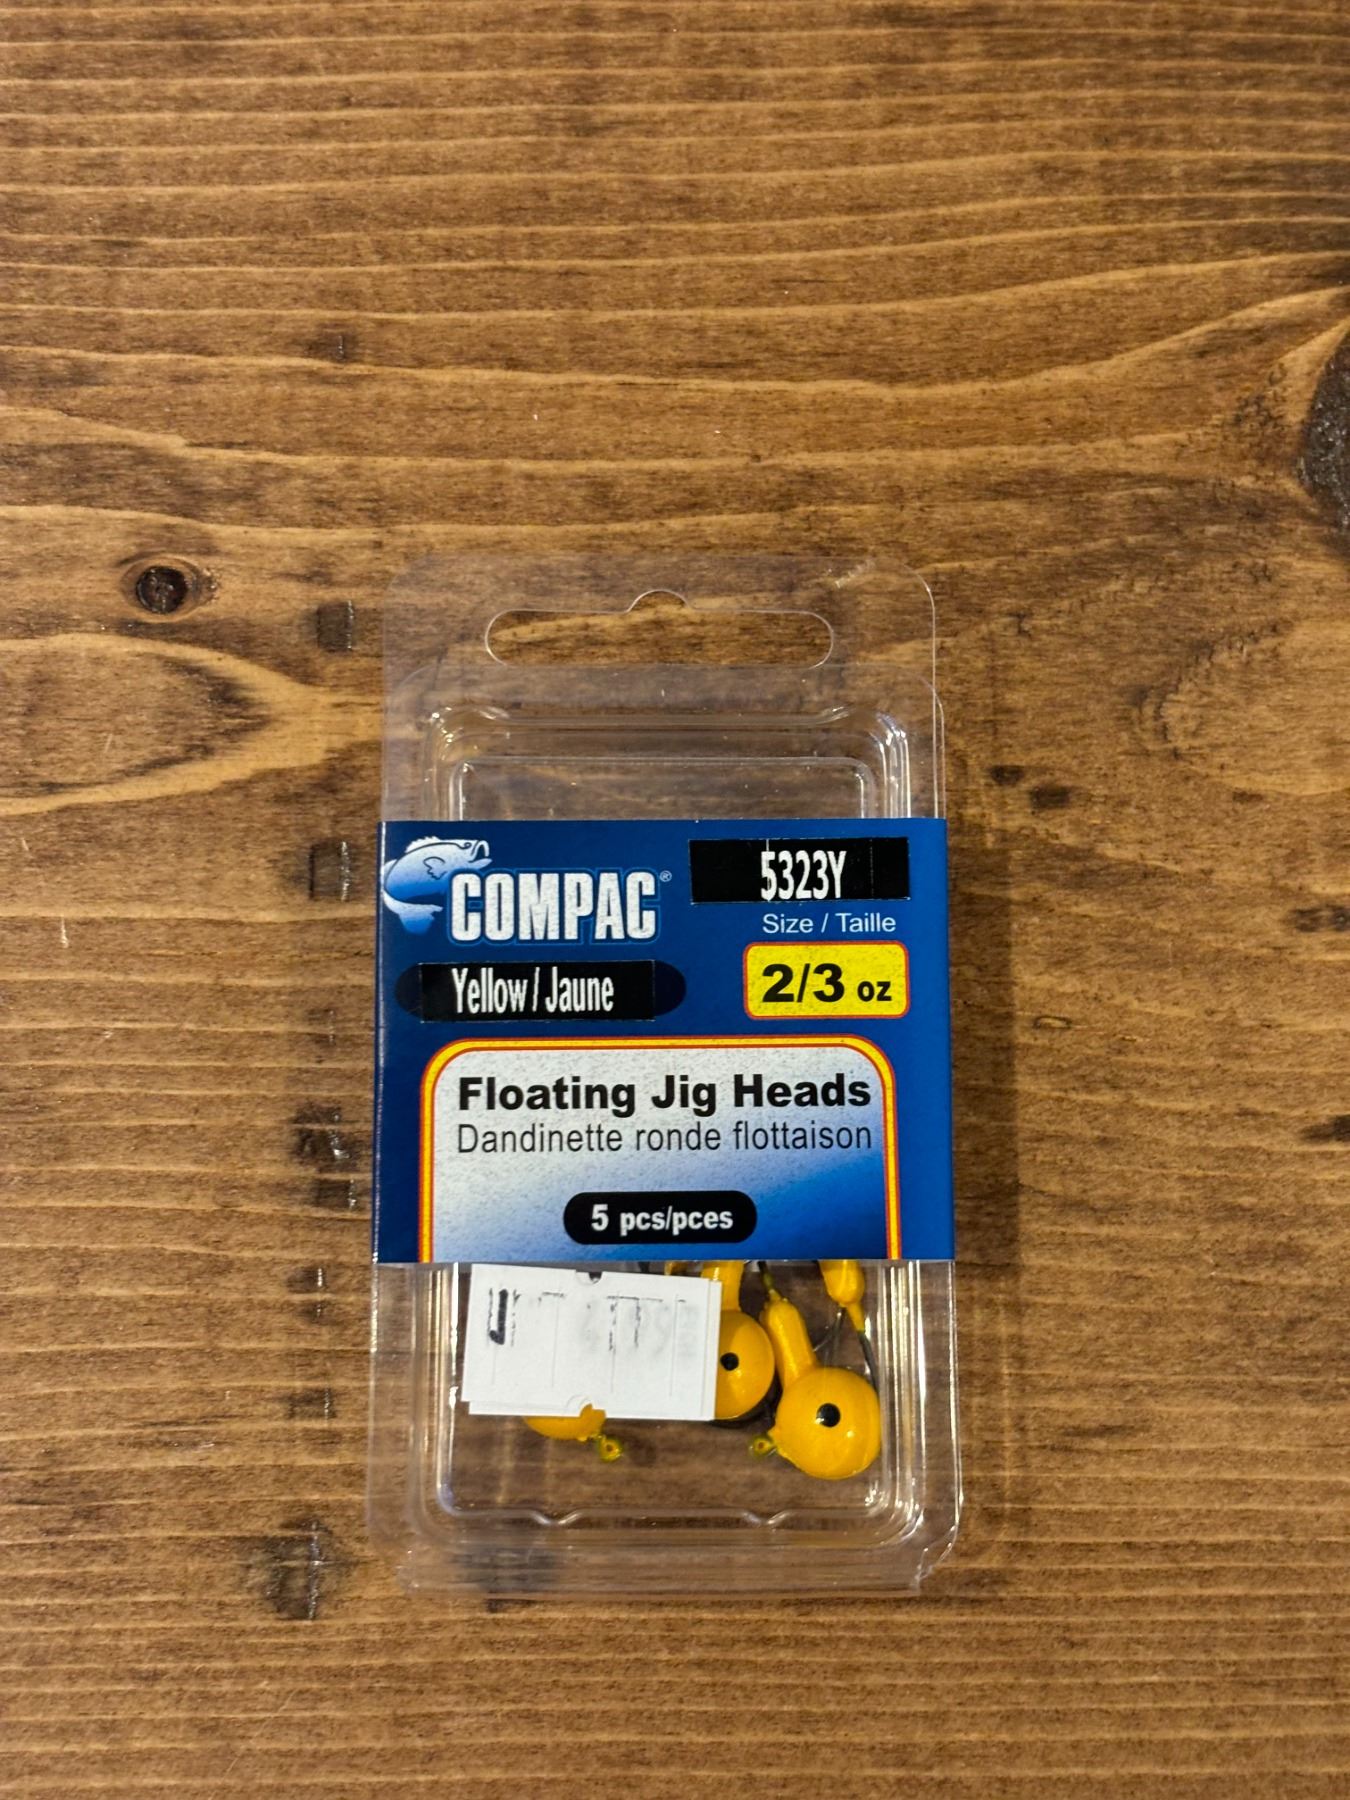 COMPAC®
5323Y
Size / Taille
Yellow / Jaune
2/3 oz
Floating Jig Heads
Dandinette ronde flottaison
5 pcs/pces